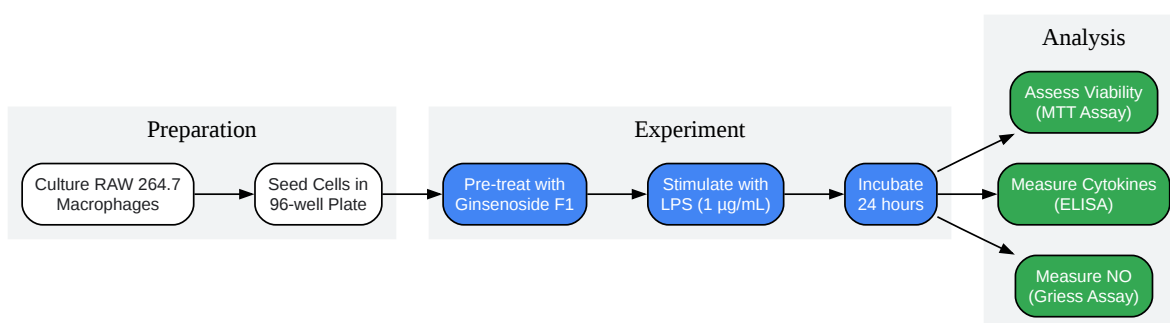 Preparation
Culture RAW 264.7
Macrophages
Seed Cells in
96-well Plate
Experiment
Pre-treat with
Ginsenoside F1
Stimulate with
LPS (1 µg/mL)
Incubate
24 hours
Analysis
Assess Viability
(MTT Assay)
Measure Cytokines
(ELISA)
Measure NO
(Griess Assay)